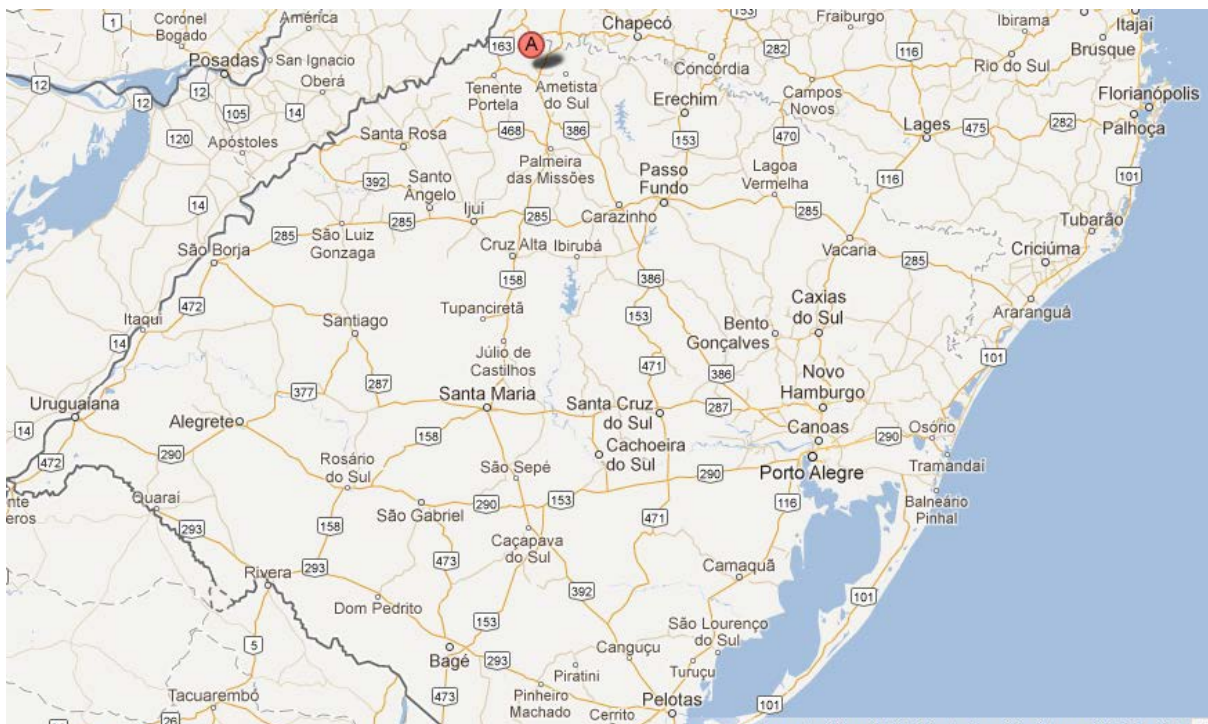 1
Coronel
Bogado
América
163
A
Chapecó
153
Fraiburgo
Ibirama
Itajaí
Posadas
San Ignacio
282
116
Brusque
12
12
Oberá
Tenente
Portela
Ametista
do Sul
Concórdia
Campos
Novos
Rio do Sul
Florianópolis
12
105
14
Erechim
Palhoça
120
Apóstoles
Santa Rosa
468
386
153
470
Lages
475
282
392
Santo
Ângelo
Palmeira
das Missões
Passo
Fundo
Lagoa
Vermelha
116
101
14
285
Ijuí
285
Carazinho
285
Tubarão
São Borja
285
São Luiz
Gonzaga
Cruz Alta
Ibirubá
Vacaria
285
Criciúma
158
386
472
Itaqui
14
Santiago
Tupanciretã
153
Caxias
do Sul
Araranguá
Bento
Gonçalves
Júlio de
Castilhos
471
386
101
377
287
Novo
Hamburgo
Uruguaiana
Santa Maria
Santa Cruz
do Sul
287
14
Alegrete
158
Canoas
290
Osório
472
290
Rosário
do Sul
São Sepé
Cachoeira
do Sul
290
Porto Alegre
Tramandaí
nte
eros
Quaraí
São Gabriel
290
153
116
Balneário
Pinhal
293
158
471
Caçapava
do Sul
Rivera
293
473
Camaquã
392
101
Dom Pedrito
153
São Lourenço
do Sul
5
Bagé
293
Canguçu
Piratini
Turuçu
Tacuarembó
473
Pinheiro
Machado
Pelotas
26
Cerrito
101